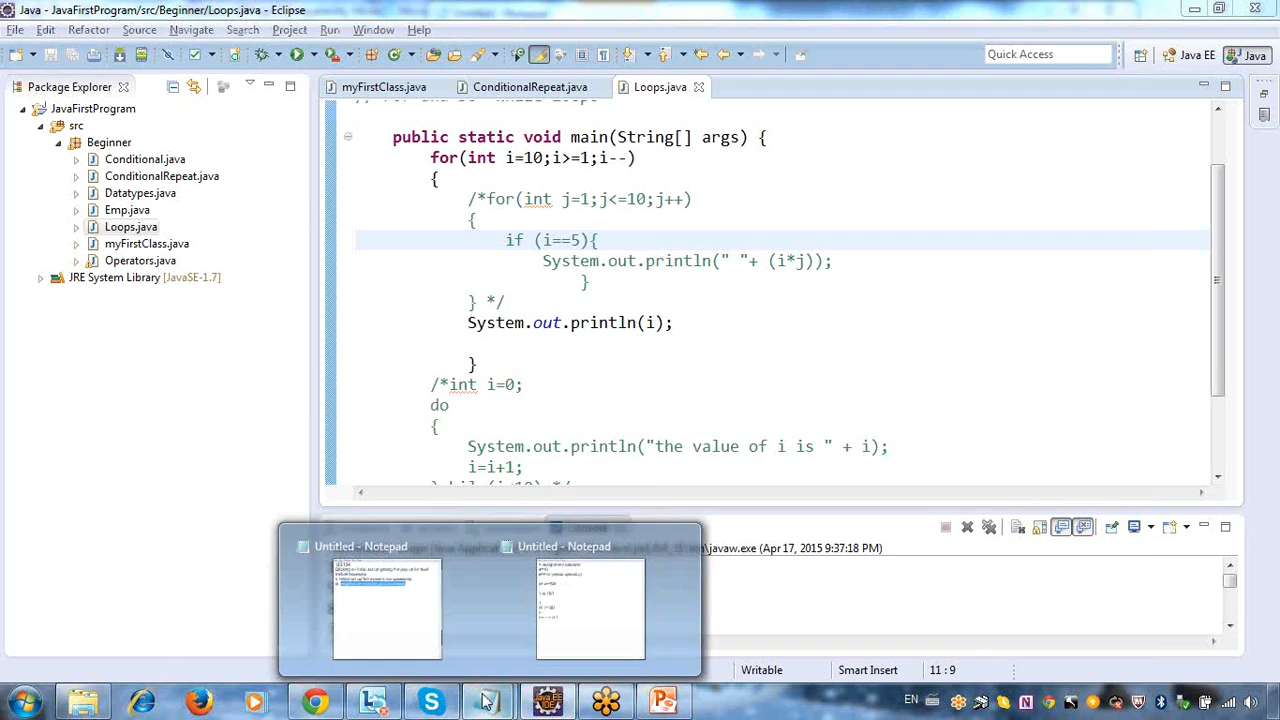 Java - JavaFirstProgram/src/Beginner/Loops.java - Eclipse
File Edit Refactor Source Navigate Search Project Run Window Help
Quick Access
Java EE
Java
Package Explorer
myFirstClass.java
ConditionalRepeat.java
Loops.java
JavaFirstProgram
src
Beginner
Conditional.java
ConditionalRepeat.java
Datatypes.java
Emp.java
Loops.java
myFirstClass.java
Operators.java
JRE System Library [JavaSE-1.7]
public static void main(String[] args) {
for(int i=10;i>=1;i--)
{
/*for(int j=1;j<=10;j++)
{
if (i==5){
System.out.println(" "+ (i*j));
}
} */
System.out.println(i);
}
/*int i=0;
do
{
System.out.println("the value of i is " + i);
i=i+1;
Untitled - Notepad
Untitled - Notepad
\javaw.exe (Apr 17, 2015 9:37:18 PM)
Writable
Smart Insert
11 : 9
EN